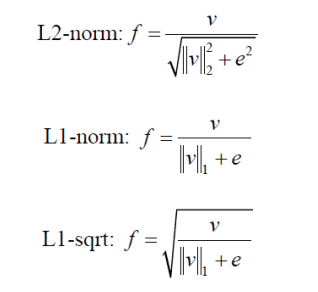 L2-norm: f = v / √(‖v‖₂² + e²)
L1-norm: f = v / (‖v‖₁ + e)
L1-sqrt: f = √(v / (‖v‖₁ + e))